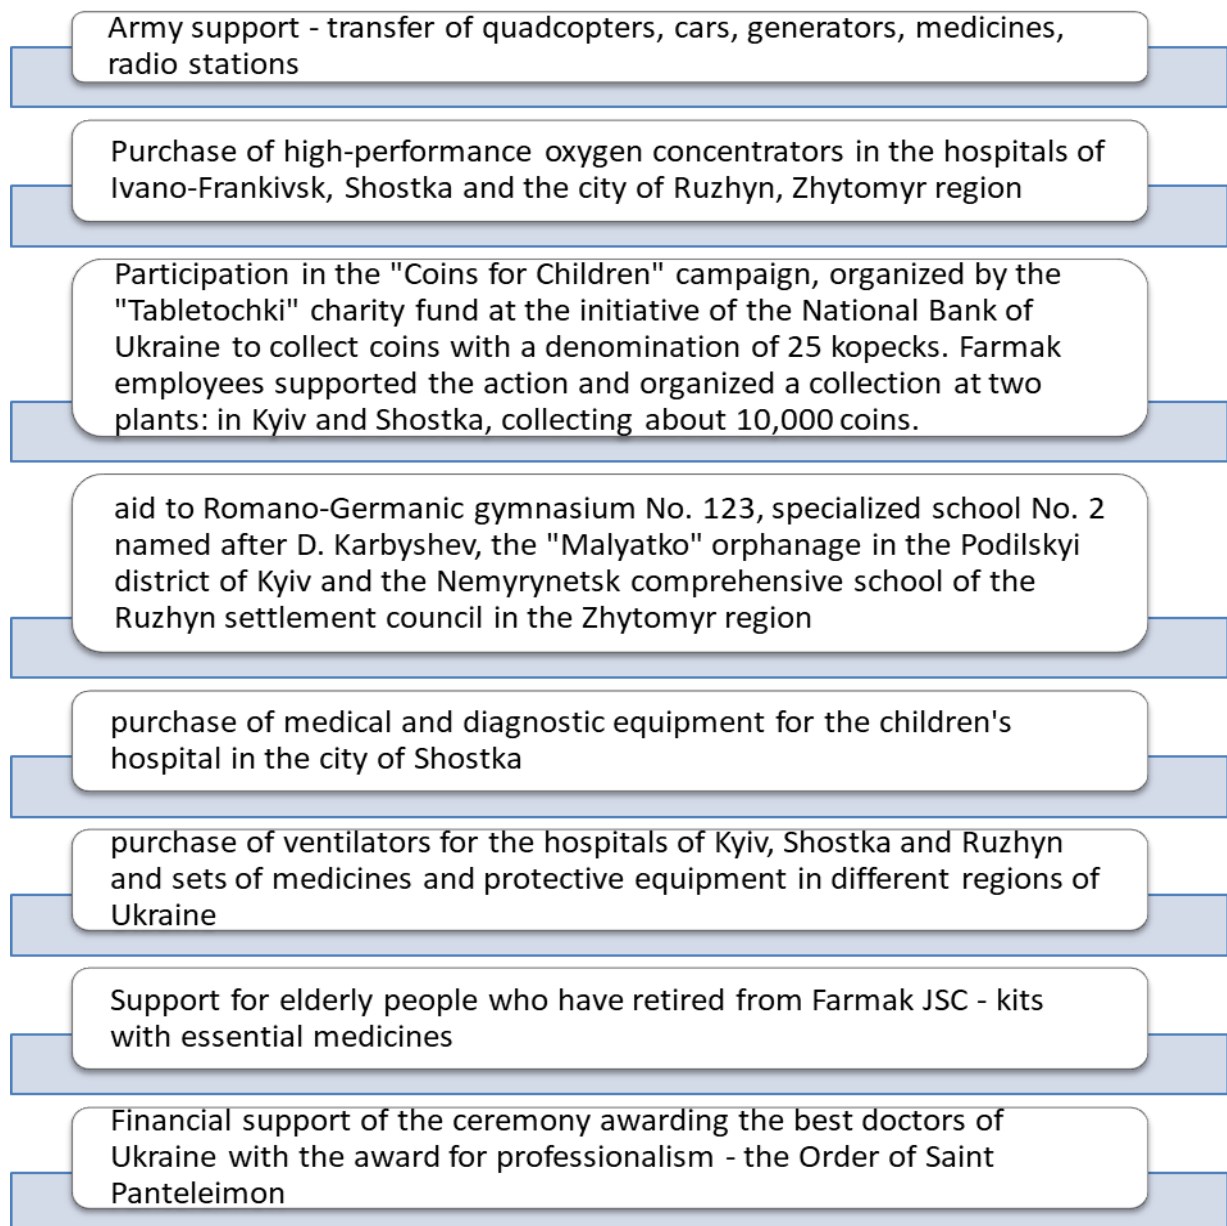 Army support - transfer of quadcopters, cars, generators, medicines,
radio stations
Purchase of high-performance oxygen concentrators in the hospitals of
Ivano-Frankivsk, Shostka and the city of Ruzhyn, Zhytomyr region
Participation in the "Coins for Children" campaign, organized by the
"Tabletochki" charity fund at the initiative of the National Bank of
Ukraine to collect coins with a denomination of 25 kopecks. Farmak
employees supported the action and organized a collection at two
plants: in Kyiv and Shostka, collecting about 10,000 coins.
aid to Romano-Germanic gymnasium No. 123, specialized school No. 2
named after D. Karbyshev, the "Malyatko" orphanage in the Podilskyi
district of Kyiv and the Nemyrynetsk comprehensive school of the
Ruzhyn settlement council in the Zhytomyr region
purchase of medical and diagnostic equipment for the children's
hospital in the city of Shostka
purchase of ventilators for the hospitals of Kyiv, Shostka and Ruzhyn
and sets of medicines and protective equipment in different regions of
Ukraine
Support for elderly people who have retired from Farmak JSC - kits
with essential medicines
Financial support of the ceremony awarding the best doctors of
Ukraine with the award for professionalism - the Order of Saint
Panteleimon